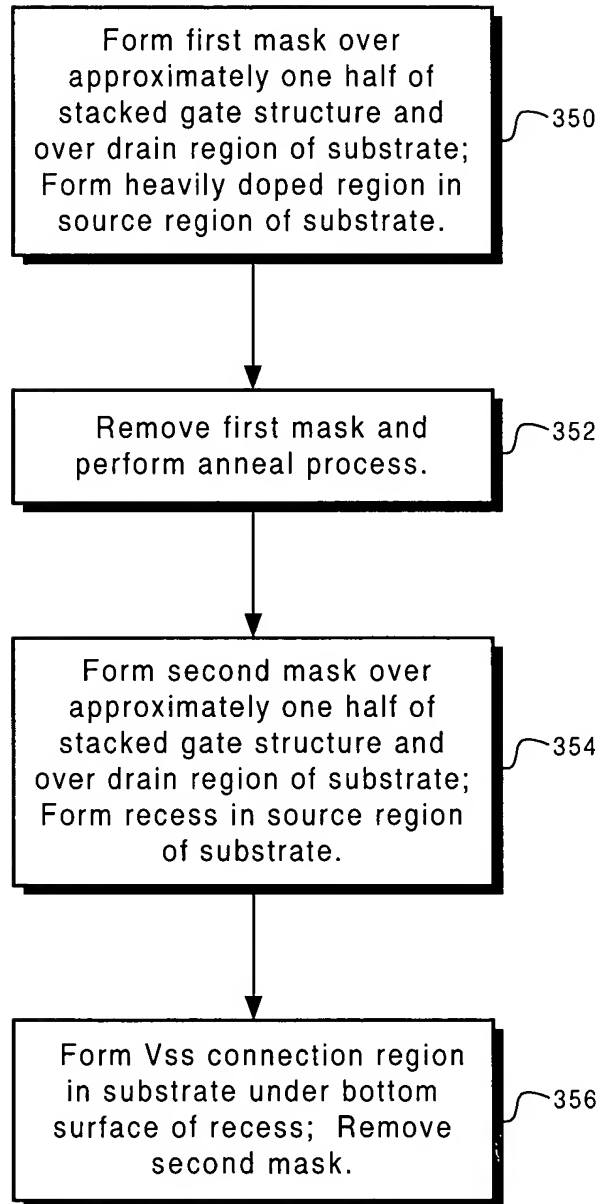 Form first mask over
approximately one half of
stacked gate structure and
over drain region of substrate;
Form heavily doped region in
source region of substrate.
350
Remove first mask and
perform anneal process.
352
Form second mask over
approximately one half of
stacked gate structure and
over drain region of substrate;
Form recess in source region
of substrate.
354
Form Vss connection region
in substrate under bottom
surface of recess; Remove
second mask.
356